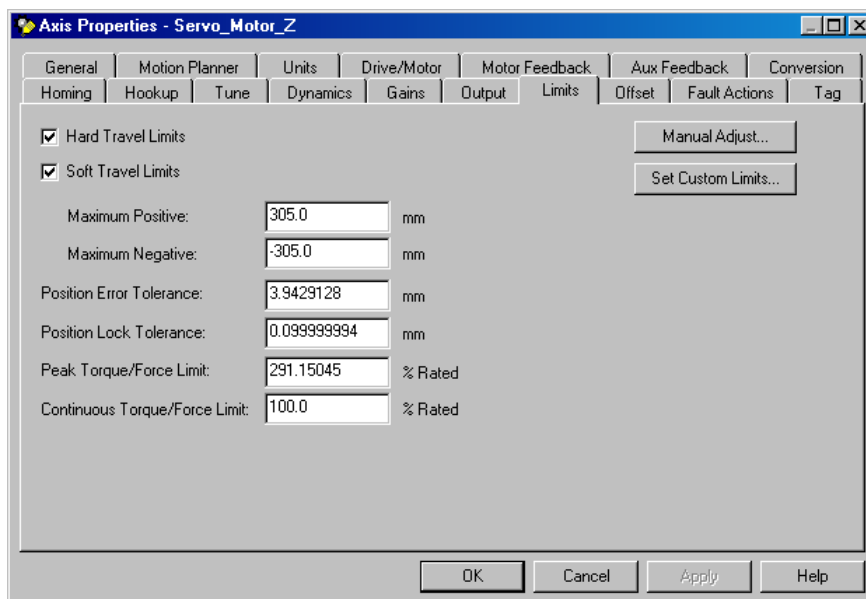 Axis Properties - Servo_Motor_Z
General Motion Planner Units Drive/Motor Motor Feedback Aux Feedback Conversion
Homing Hookup Tune Dynamics Gains Output Limits Offset Fault Actions Tag
Hard Travel Limits Manual Adjust...
Soft Travel Limits Set Custom Limits...
Maximum Positive: 305.0 mm
Maximum Negative: -305.0 mm
Position Error Tolerance: 3.9429128 mm
Position Lock Tolerance: 0.099999994 mm
Peak Torque/Force Limit: 291.15045 % Rated
Continuous Torque/Force Limit: 100.0 % Rated
OK Cancel Apply Help